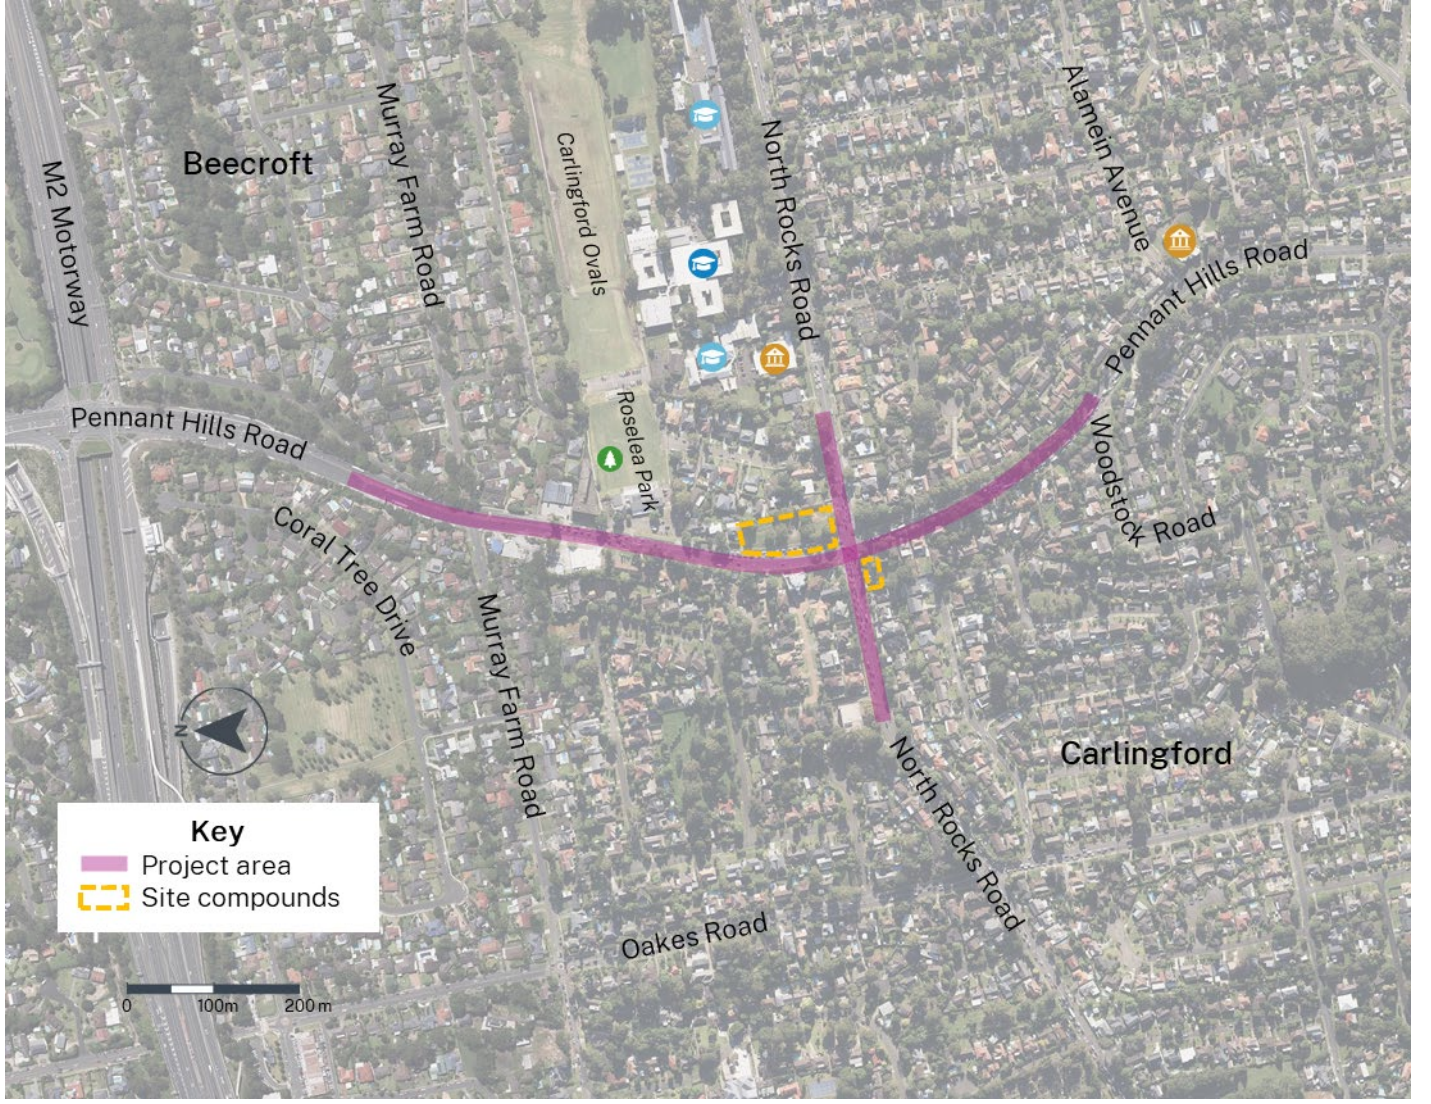 Alamein Avenue
Murray Farm Road
North Rocks Road
Carlingford Ovals
Beecroft
M2 Motorway
Pennant Hills Road
Pennant Hills Road
Roselea Park
Woodstock Road
Coral Tree Drive
Murray Farm Road
N
North Rocks Road
Carlingford
Key
Project area
Site compounds
Oakes Road
0 100m 200m